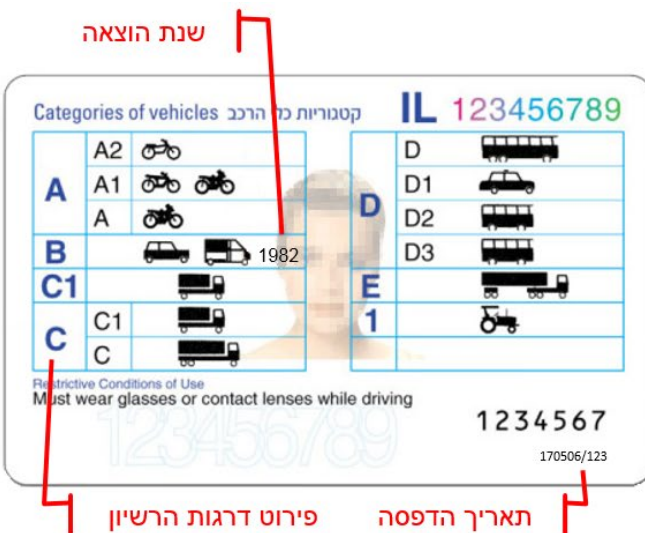 שנת הוצאה
Categories of vehicles קטגוריות כלי הרכב IL 123456789
A2 D
A A1 D D1
A D2
B 1982 D3
C1 E
C C1 1
C
Restrictive Conditions of Use
Must wear glasses or contact lenses while driving
123456789
1234567
170506/123
פירוט דרגות הרשיון תאריך הדפסה